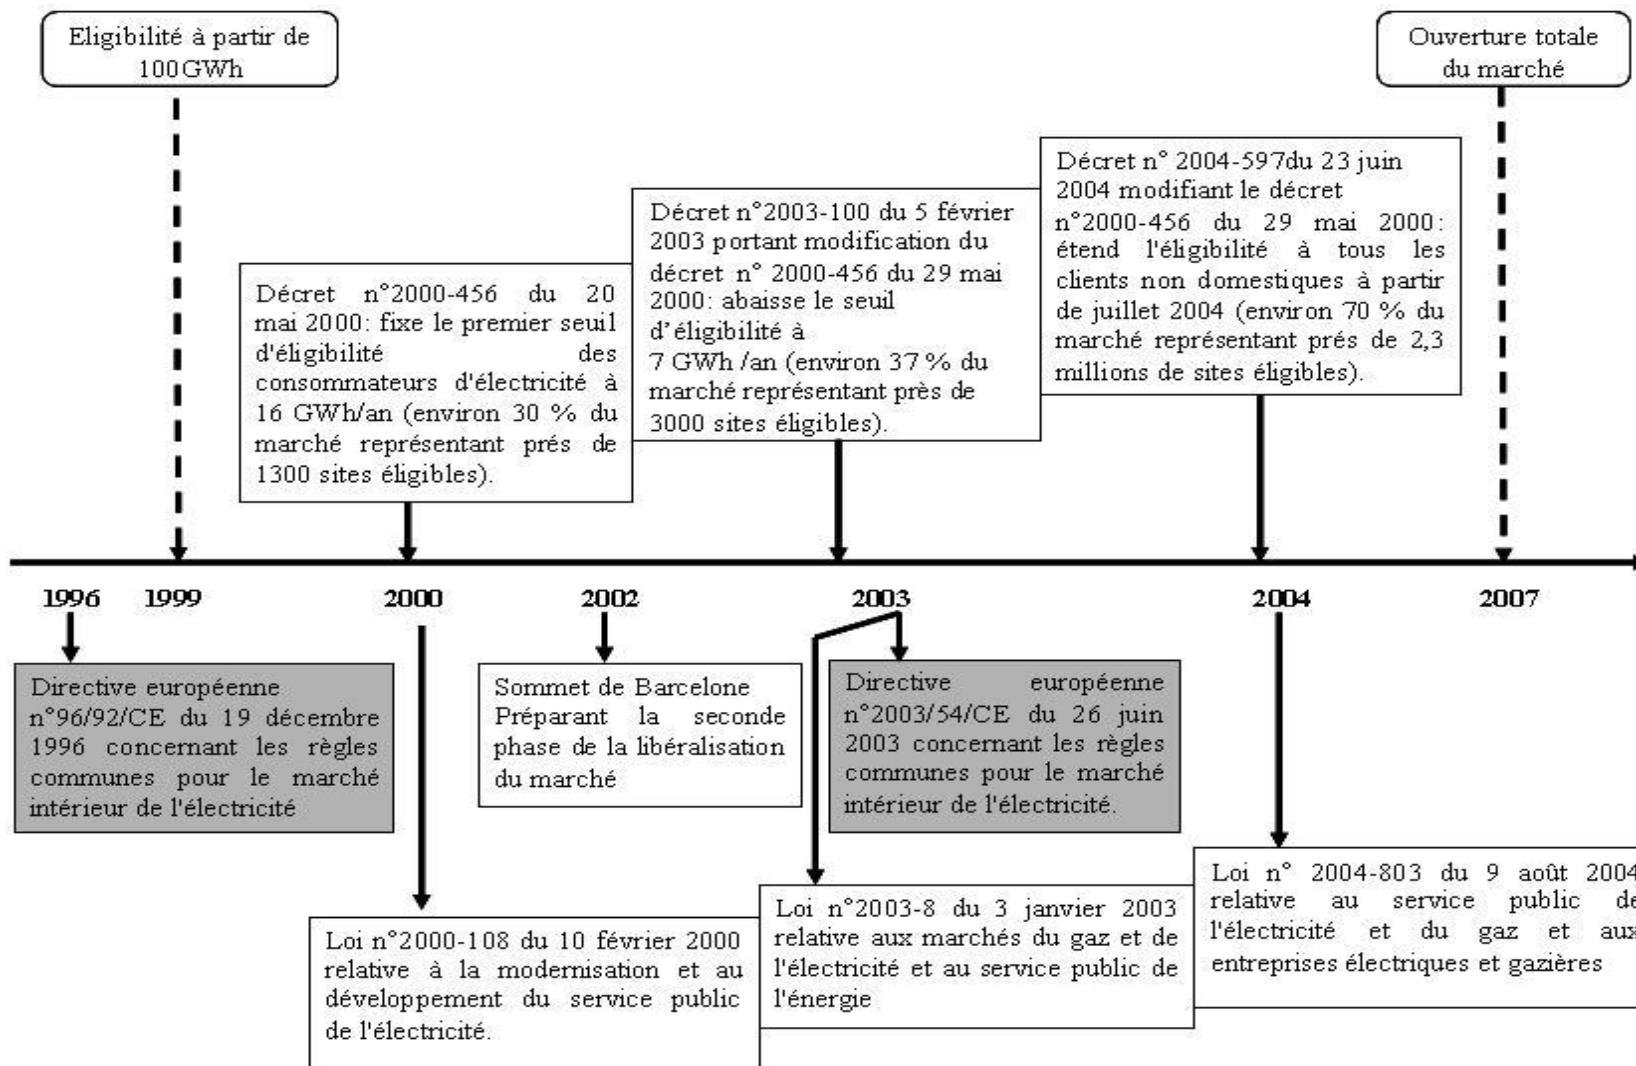 Eligibilité à partir de
100GWh
Ouverture totale
du marché
Décret n°2000-456 du 20
mai 2000: fixe le premier seuil
d'éligibilité des
consommateurs d'électricité à
16 GWh/an (environ 30 % du
marché représentant prés de
1300 sites éligibles).
Décret n°2003-100 du 5 février
2003 portant modification du
décret n° 2000-456 du 29 mai
2000: abaisse le seuil
d’éligibilité à
7 GWh /an (environ 37 % du
marché représentant près de
3000 sites éligibles).
Décret n° 2004-597du 23 juin
2004 modifiant le décret
n°2000-456 du 29 mai 2000:
étend l'éligibilité à tous les
clients non domestiques à partir
de juillet 2004 (environ 70 % du
marché représentant prés de 2,3
millions de sites éligibles).
1996 1999 2000 2002 2003 2004 2007
Directive européenne
n°96/92/CE du 19 décembre
1996 concernant les règles
communes pour le marché
intérieur de l'électricité
Sommet de Barcelone
Préparant la seconde
phase de la libéralisation
du marché
Directive européenne
n°2003/54/CE du 26 juin
2003 concernant les règles
communes pour le marché
intérieur de l'électricité.
Loi n°2000-108 du 10 février 2000
relative à la modernisation et au
développement du service public
de l'électricité.
Loi n°2003-8 du 3 janvier 2003
relative aux marchés du gaz et de
l'électricité et au service public de
l'énergie
Loi n° 2004-803 du 9 août 2004
relative au service public de
l'électricité et du gaz et aux
entreprises électriques et gazières